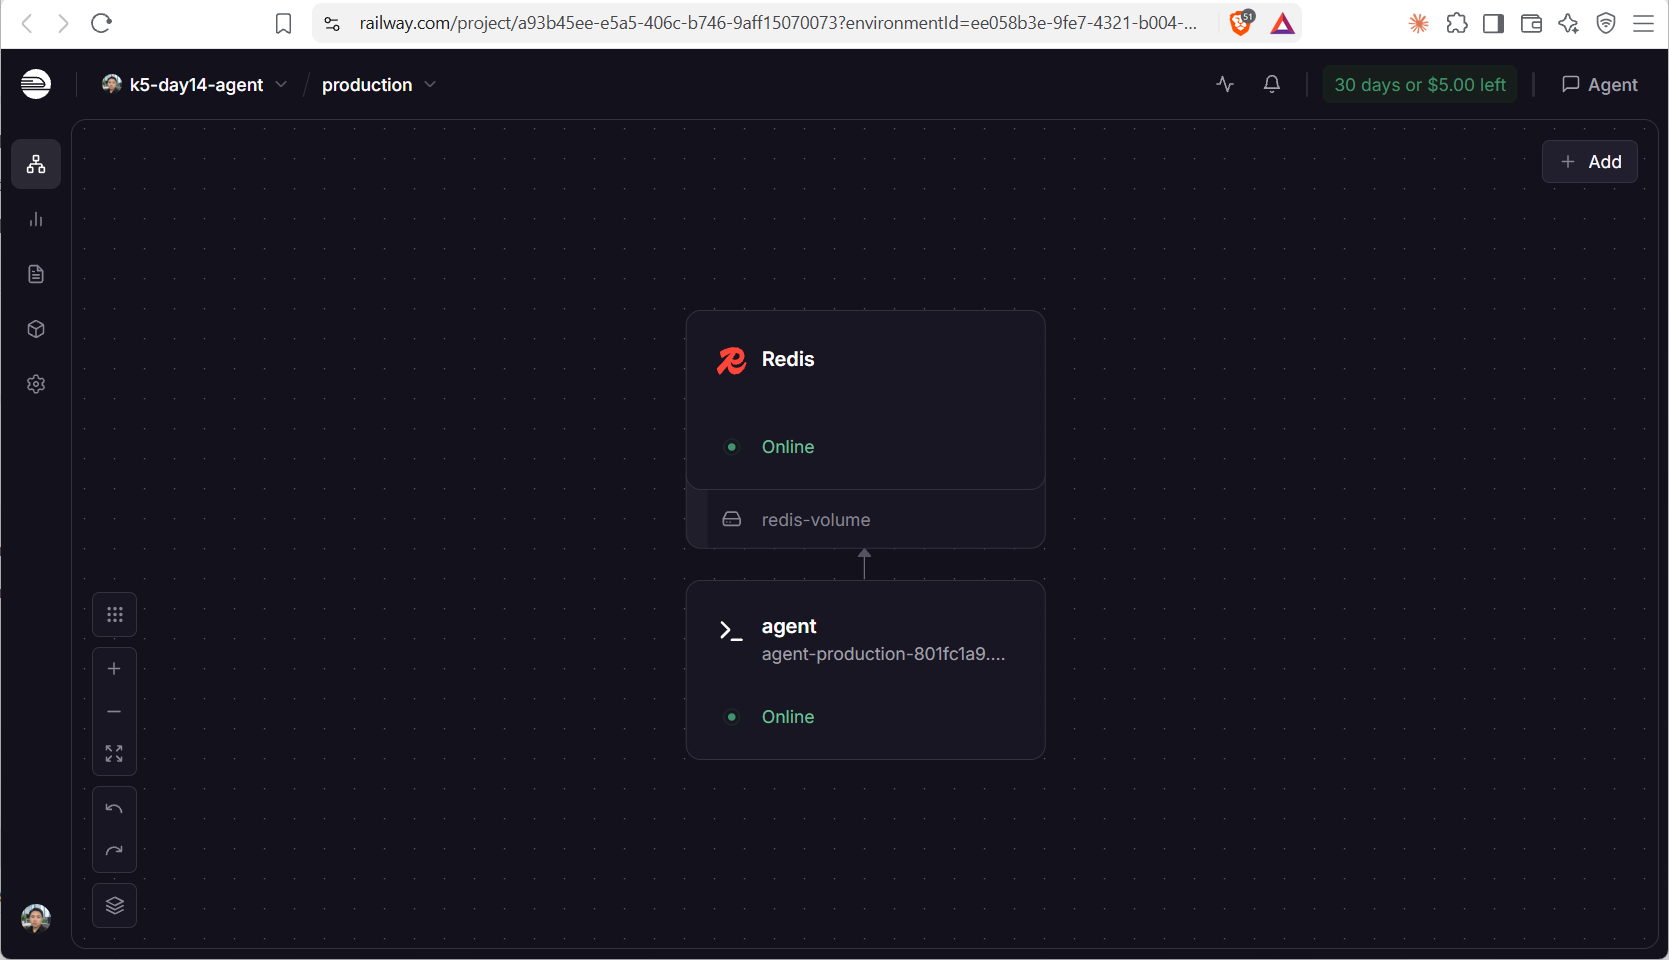 railway.com/project/a93b45ee-e5a5-406c-b746-9aff15070073?environmentId=ee058b3e-9fe7-4321-b004-...
51
k5-day14-agent
/
production
30 days or $5.00 left
Agent
+ Add
Redis
Online
redis-volume
agent
agent-production-801fc1a9....
Online